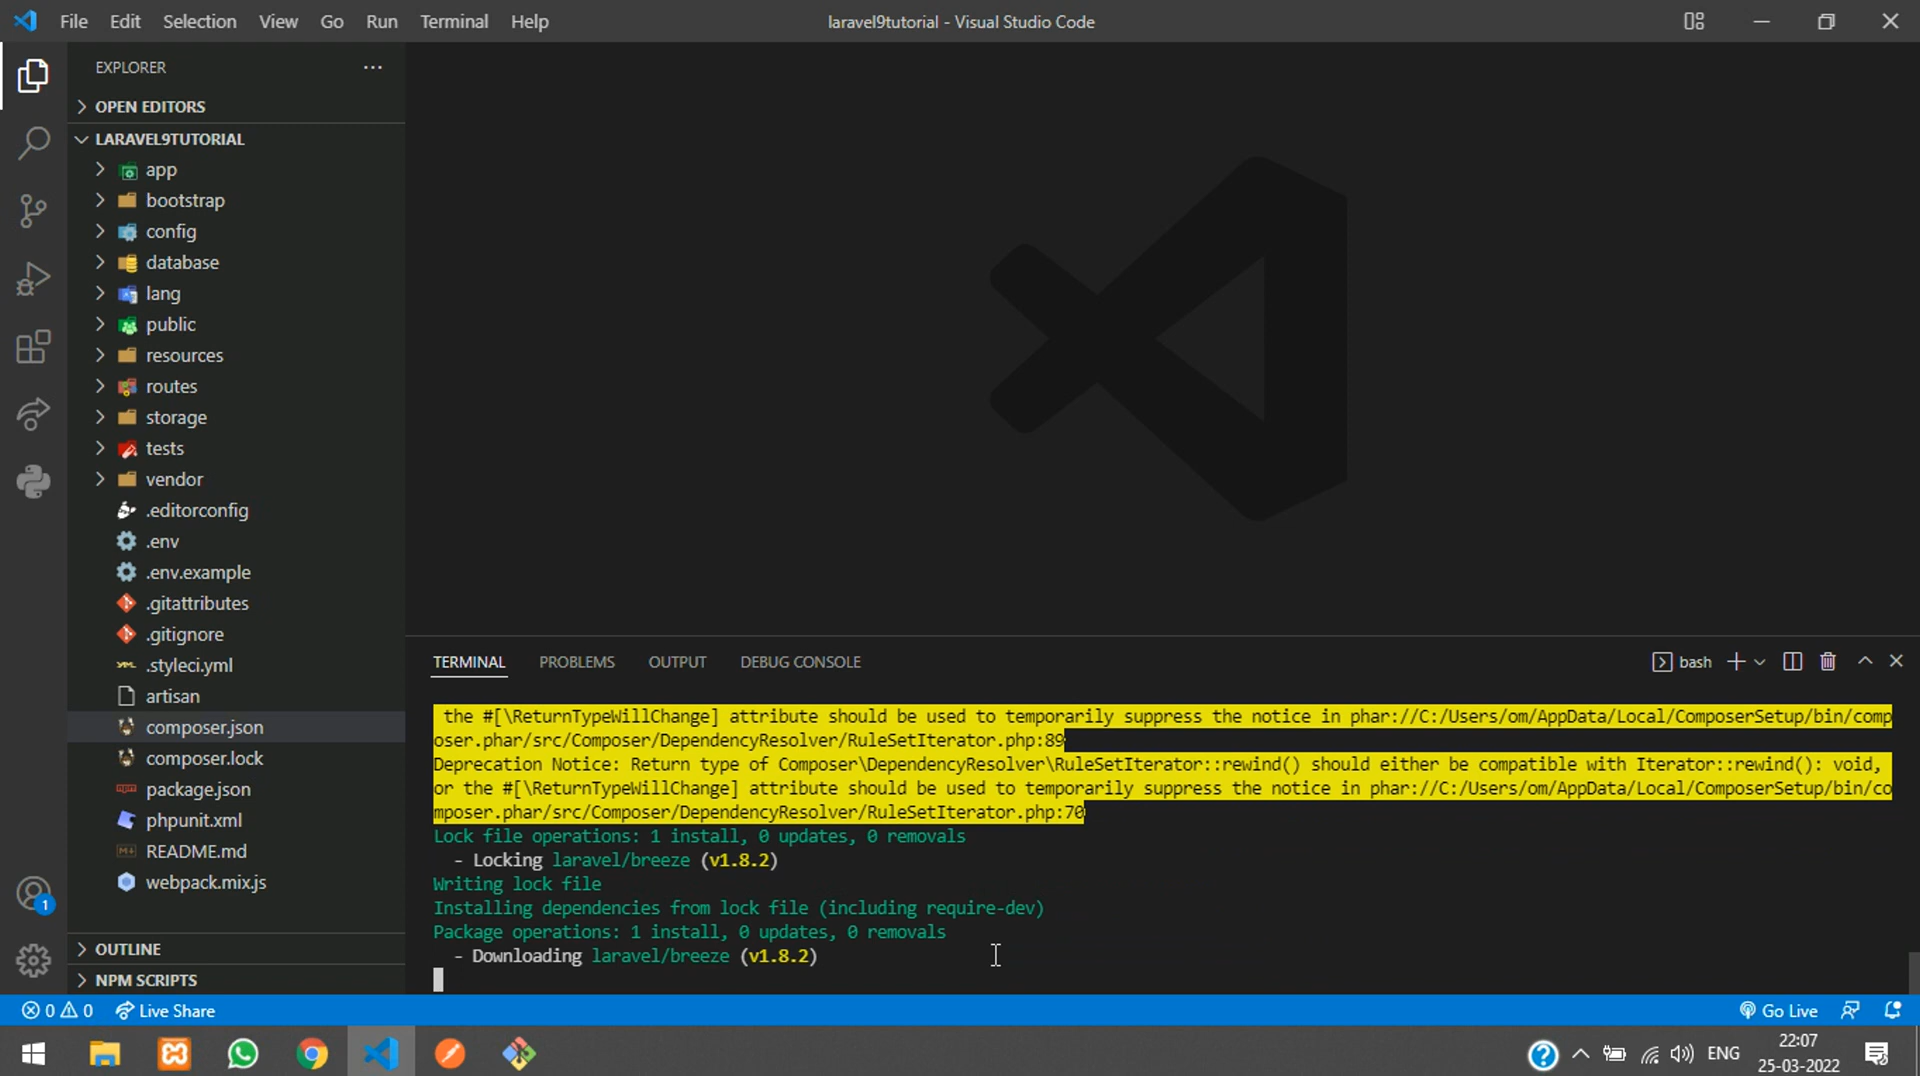 File Edit Selection View Go Run Terminal Help
laravel9tutorial - Visual Studio Code
EXPLORER
OPEN EDITORS
LARAVEL9TUTORIAL
app
bootstrap
config
database
lang
public
resources
routes
storage
tests
vendor
.editorconfig
.env
.env.example
.gitattributes
.gitignore
.styleci.yml
artisan
composer.json
composer.lock
package.json
phpunit.xml
README.md
webpack.mix.js
OUTLINE
NPM SCRIPTS
TERMINAL PROBLEMS OUTPUT DEBUG CONSOLE
bash
the #[\ReturnTypeWillChange] attribute should be used to temporarily suppress the notice in phar://C:/Users/om/AppData/Local/ComposerSetup/bin/comp
oser.phar/src/Composer/DependencyResolver/RuleSetIterator.php:89
Deprecation Notice: Return type of Composer\DependencyResolver\RuleSetIterator::rewind() should either be compatible with Iterator::rewind(): void,
or the #[\ReturnTypeWillChange] attribute should be used to temporarily suppress the notice in phar://C:/Users/om/AppData/Local/ComposerSetup/bin/co
mposer.phar/src/Composer/DependencyResolver/RuleSetIterator.php:70
Lock file operations: 1 install, 0 updates, 0 removals
- Locking laravel/breeze (v1.8.2)
Writing lock file
Installing dependencies from lock file (including require-dev)
Package operations: 1 install, 0 updates, 0 removals
- Downloading laravel/breeze (v1.8.2)
1
0 0 Live Share
Go Live
ENG
22:07
25-03-2022